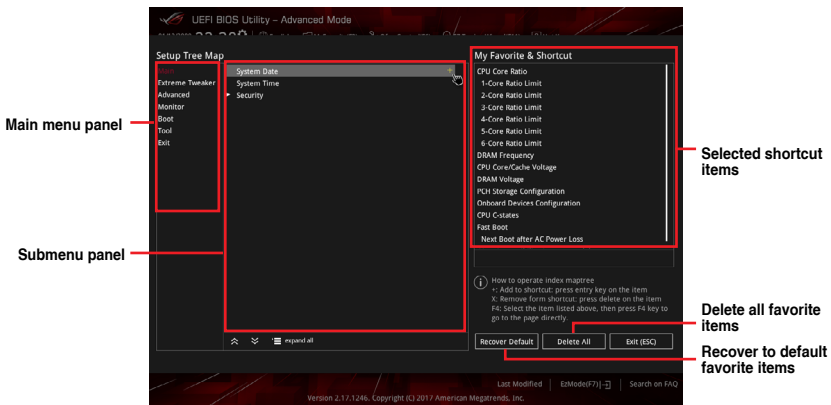 UEFI BIOS Utility – Advanced Mode
Setup Tree Map
My Favorite & Shortcut
Extreme Tweaker
Advanced
Monitor
Boot
Tool
Exit
System Date +
System Time
Security
CPU Core Ratio
1-Core Ratio Limit
2-Core Ratio Limit
3-Core Ratio Limit
4-Core Ratio Limit
5-Core Ratio Limit
6-Core Ratio Limit
DRAM Frequency
CPU Core/Cache Voltage
DRAM Voltage
PCH Storage Configuration
Onboard Devices Configuration
CPU C-states
Fast Boot
Next Boot after AC Power Loss
How to operate index maptree
+: Add to shortcut: press entry key on the item
X: Remove form shortcut: press delete on the item
F4: Select the item listed above, then press F4 key to
go to the page directly.
expand all
Recover Default
Delete All
Exit (ESC)
Last Modified
EzMode(F7)
Search on FAQ
Version 2.17.1246. Copyright (C) 2017 American Megatrends, Inc.
Main menu panel
Submenu panel
Selected shortcut
items
Delete all favorite
items
Recover to default
favorite items